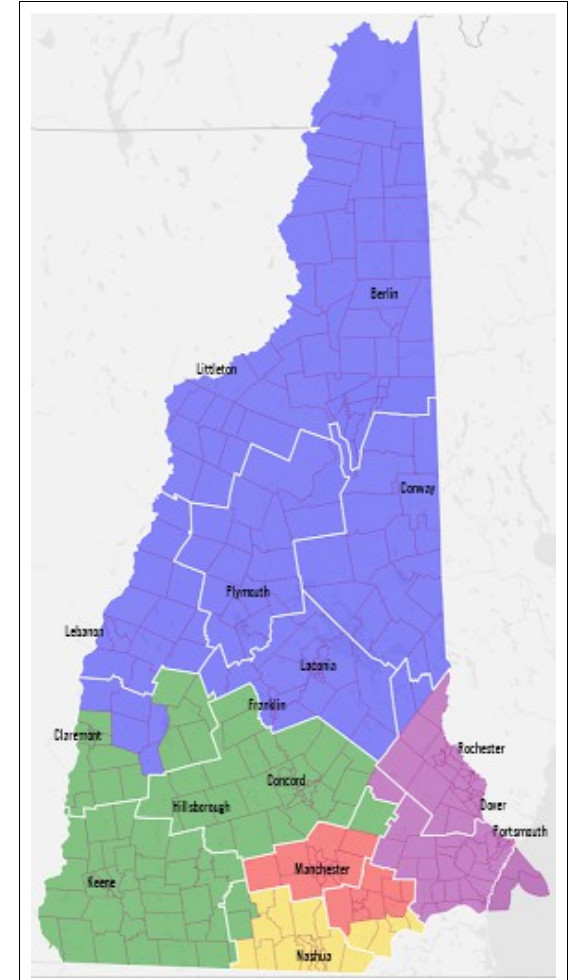 Berlin
Littleton
Conway
Plymouth
Lebanon
Laconia
Franklin
Claremont
Rochester
Concord
Hillsborough
Dover
Portsmouth
Manchester
Keene
Nashua